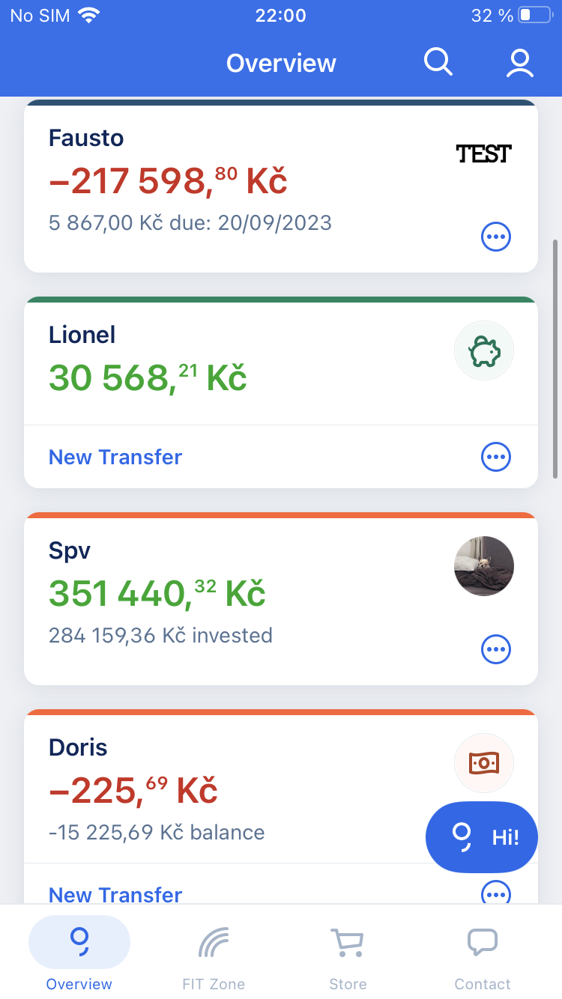 No SIM 22:00 32 %
Overview
Fausto
TEST
−217 598,80 Kč
5 867,00 Kč due: 20/09/2023
Lionel
30 568,21 Kč
New Transfer
Spv
351 440,32 Kč
284 159,36 Kč invested
Doris
−225,69 Kč
-15 225,69 Kč balance
Hi!
New Transfer
Overview FIT Zone Store Contact